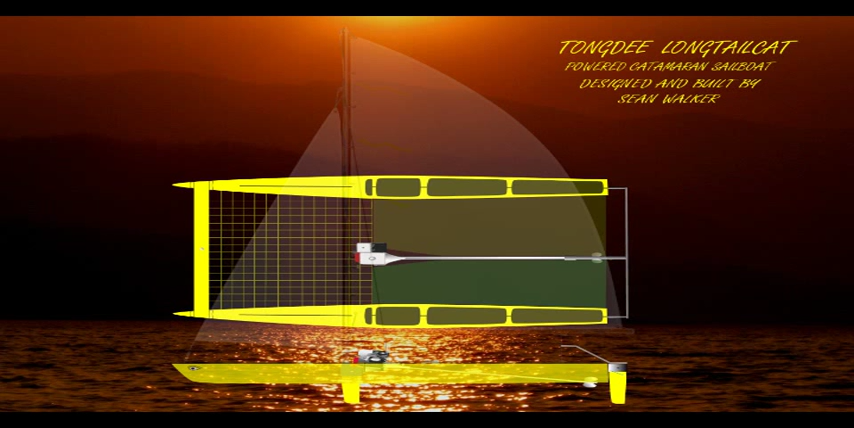 TONGDEE LONGTAILCAT
POWERED CATAMARAN SAILBOAT
DESIGNED AND BUILT BY
SEAN WALKER